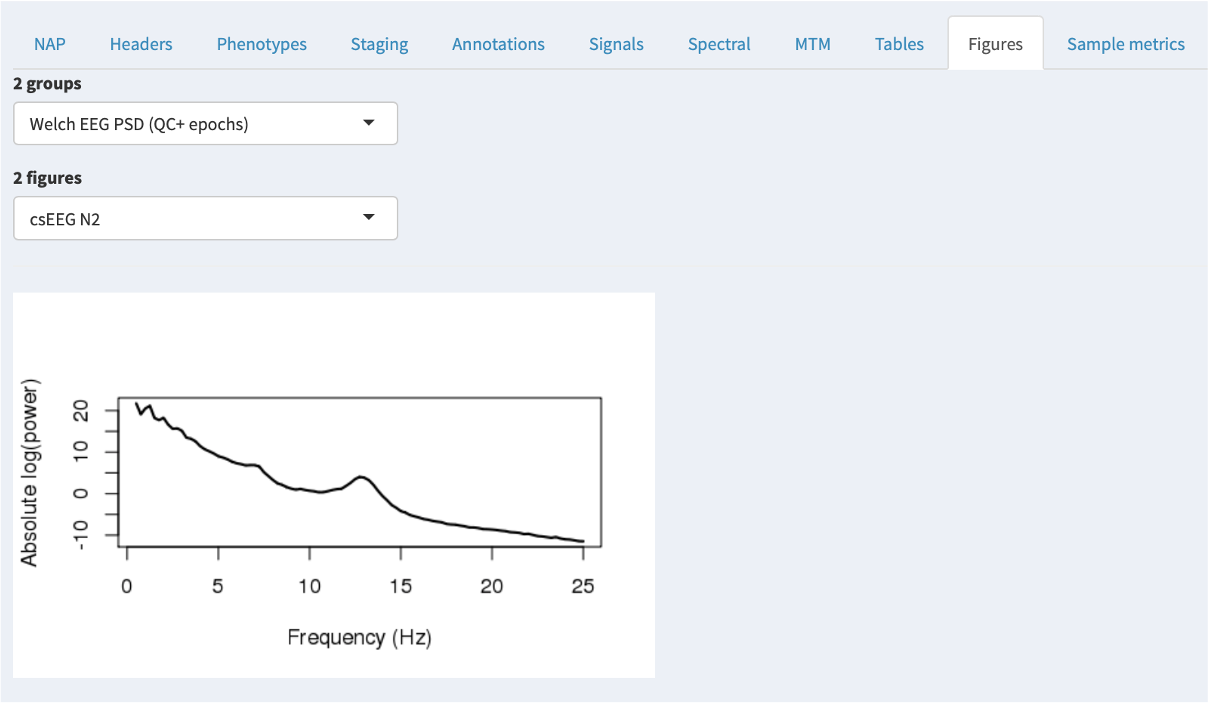 NAP Headers Phenotypes Staging Annotations Signals Spectral MTM Tables Figures Sample metrics
2 groups
Welch EEG PSD (QC+ epochs)
2 figures
csEEG N2
Absolute log(power)
20
10
0
-10
0 5 10 15 20 25
Frequency (Hz)